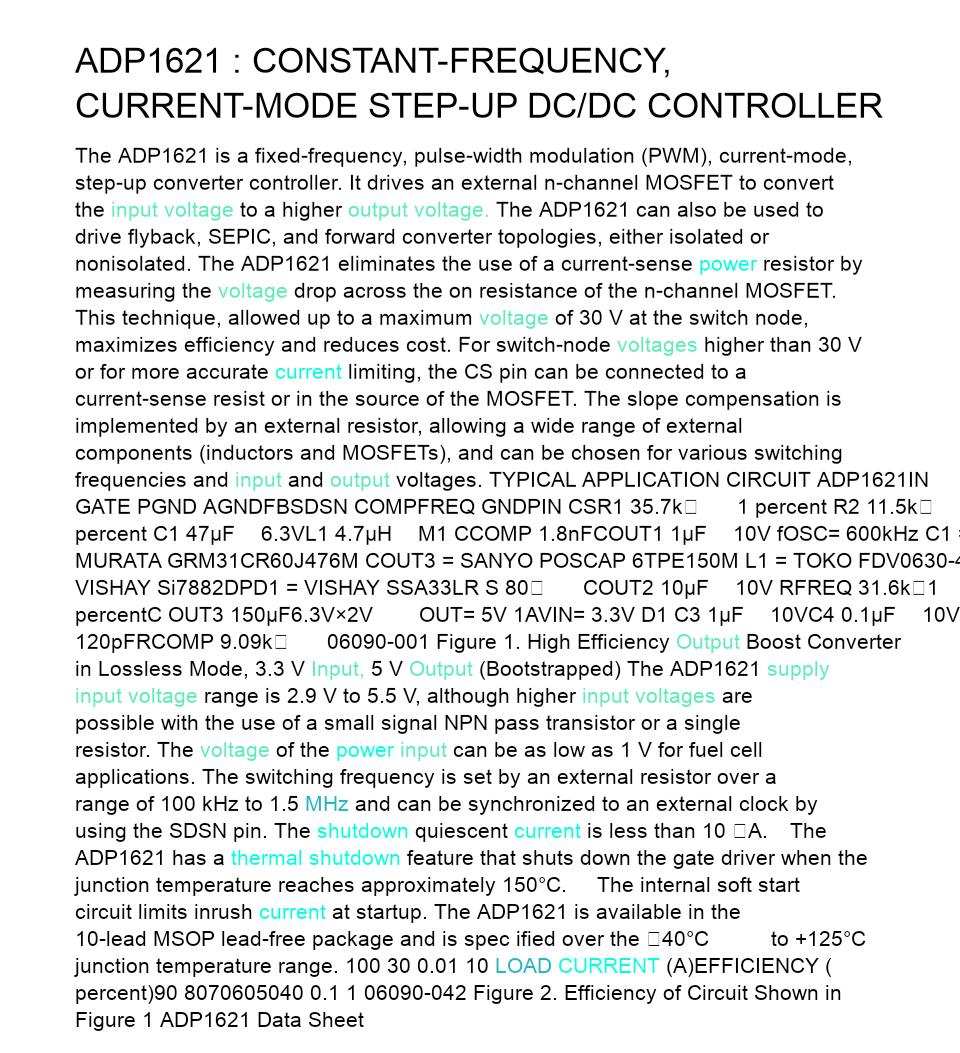 ADP1621 : CONSTANT-FREQUENCY,
CURRENT-MODE STEP-UP DC/DC CONTROLLER
The ADP1621 is a fixed-frequency, pulse-width modulation (PWM), current-mode,
step-up converter controller. It drives an external n-channel MOSFET to convert
the input voltage to a higher output voltage. The ADP1621 can also be used to
drive flyback, SEPIC, and forward converter topologies, either isolated or
nonisolated. The ADP1621 eliminates the use of a current-sense power resistor by
measuring the voltage drop across the on resistance of the n-channel MOSFET.
This technique, allowed up to a maximum voltage of 30 V at the switch node,
maximizes efficiency and reduces cost. For switch-node voltages higher than 30 V
or for more accurate current limiting, the CS pin can be connected to a
current-sense resist or in the source of the MOSFET. The slope compensation is
implemented by an external resistor, allowing a wide range of external
components (inductors and MOSFETs), and can be chosen for various switching
frequencies and input and output voltages. TYPICAL APPLICATION CIRCUIT ADP1621IN
GATE PGND AGNDFBSDSN COMPFREQ GNDPIN CSR1 35.7k□ 1 percent R2 11.5k□
percent C1 47µF 6.3VL1 4.7µH M1 CCOMP 1.8nFCOUT1 1µF 10V fOSC= 600kHz C1 =
MURATA GRM31CR60J476M COUT3 = SANYO POSCAP 6TPE150M L1 = TOKO FDV0630-4
VISHAY Si7882DPD1 = VISHAY SSA33LR S 80□ COUT2 10µF 10V RFREQ 31.6k□1
percentC OUT3 150µF6.3V×2V OUT= 5V 1AVIN= 3.3V D1 C3 1µF 10VC4 0.1µF 10V
120pFRCOMP 9.09k□ 06090-001 Figure 1. High Efficiency Output Boost Converter
in Lossless Mode, 3.3 V Input, 5 V Output (Bootstrapped) The ADP1621 supply
input voltage range is 2.9 V to 5.5 V, although higher input voltages are
possible with the use of a small signal NPN pass transistor or a single
resistor. The voltage of the power input can be as low as 1 V for fuel cell
applications. The switching frequency is set by an external resistor over a
range of 100 kHz to 1.5 MHz and can be synchronized to an external clock by
using the SDSN pin. The shutdown quiescent current is less than 10 □A. The
ADP1621 has a thermal shutdown feature that shuts down the gate driver when the
junction temperature reaches approximately 150°C. The internal soft start
circuit limits inrush current at startup. The ADP1621 is available in the
10-lead MSOP lead-free package and is spec ified over the □40°C to +125°C
junction temperature range. 100 30 0.01 10 LOAD CURRENT (A)EFFICIENCY (
percent)90 8070605040 0.1 1 06090-042 Figure 2. Efficiency of Circuit Shown in
Figure 1 ADP1621 Data Sheet